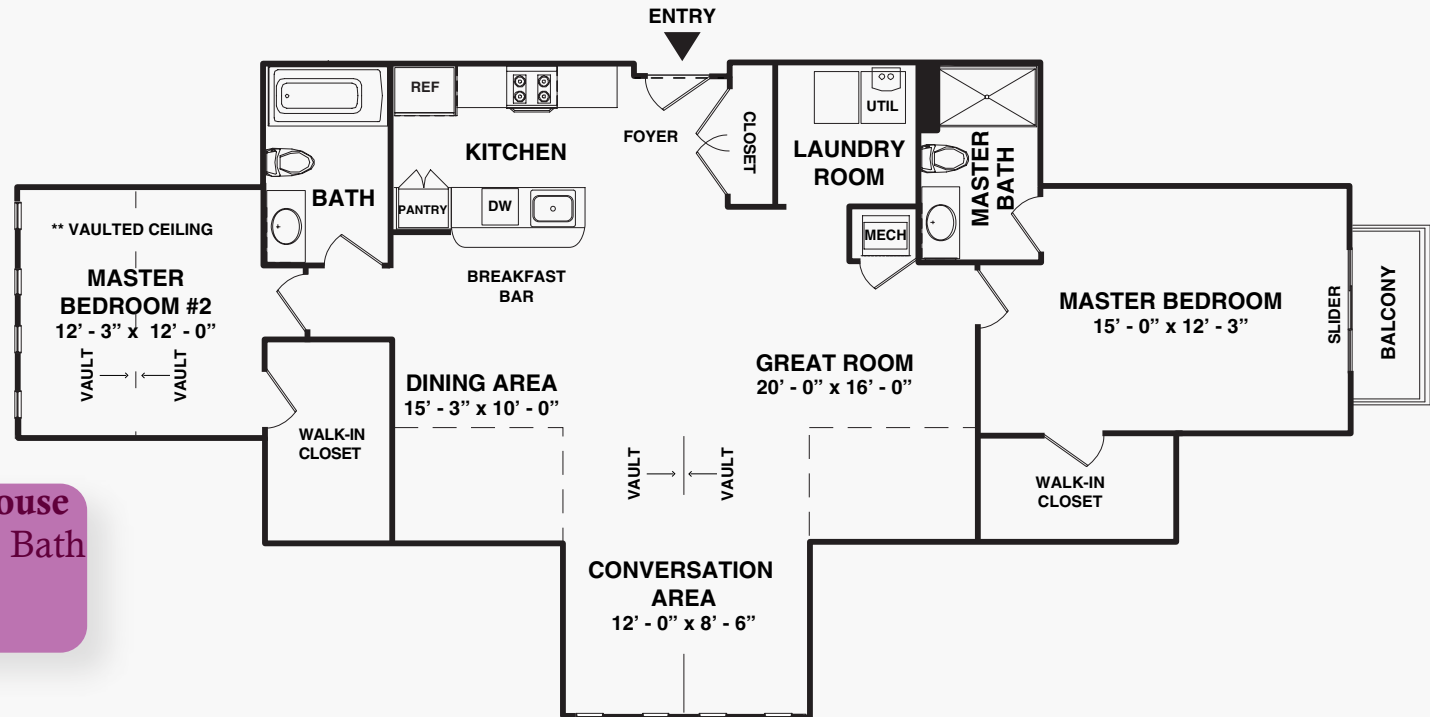 ENTRY
REF
UTIL
FOYER
CLOSET
KITCHEN
LAUNDRY
ROOM
MASTER
BATH
BATH
PANTRY
DW
** VAULTED CEILING
MECH
BREAKFAST
BAR
MASTER
BEDROOM #2
12’ - 3” x 12’ - 0”
VAULT
VAULT
MASTER BEDROOM
15’ - 0” x 12’ - 3”
SLIDER
BALCONY
GREAT ROOM
20’ - 0” x 16’ - 0”
DINING AREA
15’ - 3” x 10’ - 0”
WALK-IN
CLOSET
VAULT
VAULT
WALK-IN
CLOSET
ouse
Bath
CONVERSATION
AREA
12’ - 0” x 8’ - 6”